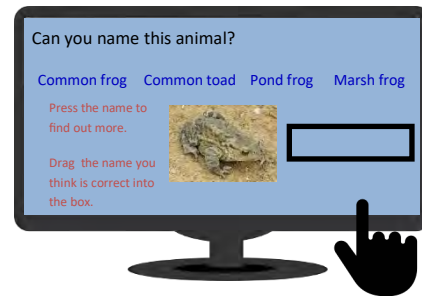 Can you name this animal?
Common frog Common toad Pond frog Marsh frog
Press the name to
find out more.
Drag the name you
think is correct into
the box.